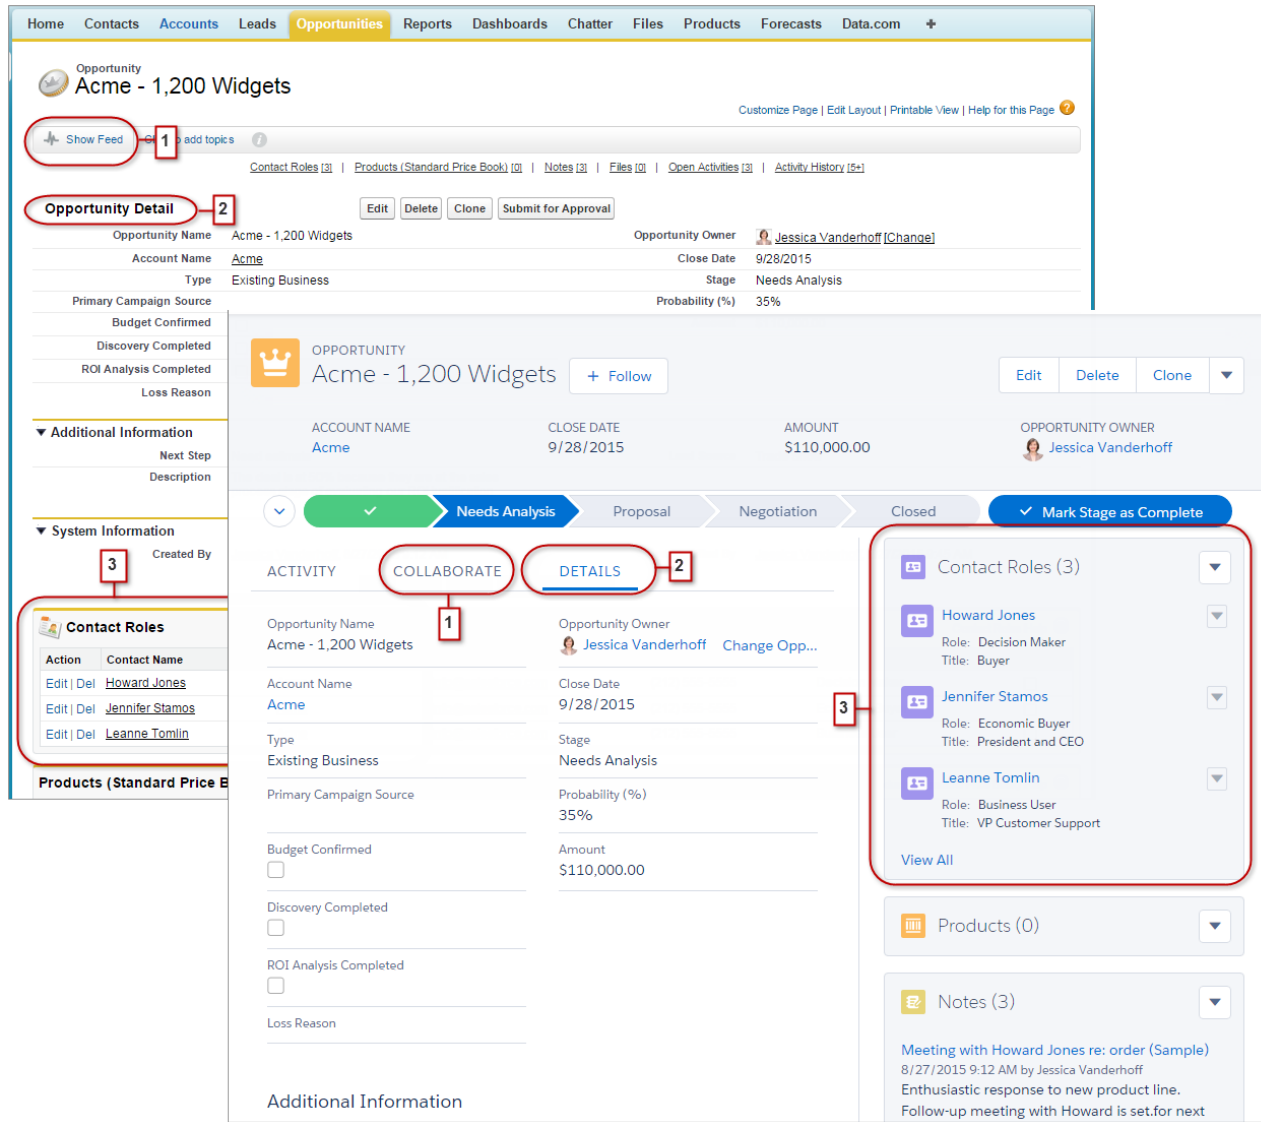 Home Contacts Accounts Leads Opportunities Reports Dashboards Chatter Files Products Forecasts Data.com +
Opportunity
Acme - 1,200 Widgets
Customize Page | Edit Layout | Printable View | Help for this Page ?
Show Feed 1 add topics i
Contact Roles [3] | Products (Standard Price Book) [0] | Notes [3] | Files [0] | Open Activities [3] | Activity History [5+]
Opportunity Detail 2 Edit Delete Clone Submit for Approval
Opportunity Name Acme - 1,200 Widgets Opportunity Owner Jessica Vanderhoff [Change]
Account Name Acme Close Date 9/28/2015
Type Existing Business Stage Needs Analysis
Primary Campaign Source Probability (%) 35%
Budget Confirmed
Discovery Completed
ROI Analysis Completed
Loss Reason
Additional Information
Next Step
Description
System Information
Created By
3
Contact Roles
Action Contact Name
Edit | Del Howard Jones
Edit | Del Jennifer Stamos
Edit | Del Leanne Tomlin
Products (Standard Price B
OPPORTUNITY
Acme - 1,200 Widgets + Follow Edit Delete Clone
ACCOUNT NAME CLOSE DATE AMOUNT OPPORTUNITY OWNER
Acme 9/28/2015 $110,000.00 Jessica Vanderhoff
Needs Analysis Proposal Negotiation Closed Mark Stage as Complete
ACTIVITY COLLABORATE DETAILS 2
1
Opportunity Name Opportunity Owner
Acme - 1,200 Widgets Jessica Vanderhoff Change Opp...
Account Name Close Date
Acme 9/28/2015
Type Stage
Existing Business Needs Analysis
Primary Campaign Source Probability (%)
35%
Budget Confirmed Amount
$110,000.00
Discovery Completed
ROI Analysis Completed
Loss Reason
Additional Information
3
Contact Roles (3)
Howard Jones
Role: Decision Maker
Title: Buyer
Jennifer Stamos
Role: Economic Buyer
Title: President and CEO
Leanne Tomlin
Role: Business User
Title: VP Customer Support
View All
Products (0)
Notes (3)
Meeting with Howard Jones re: order (Sample)
8/27/2015 9:12 AM by Jessica Vanderhoff
Enthusiastic response to new product line.
Follow-up meeting with Howard is set.for next